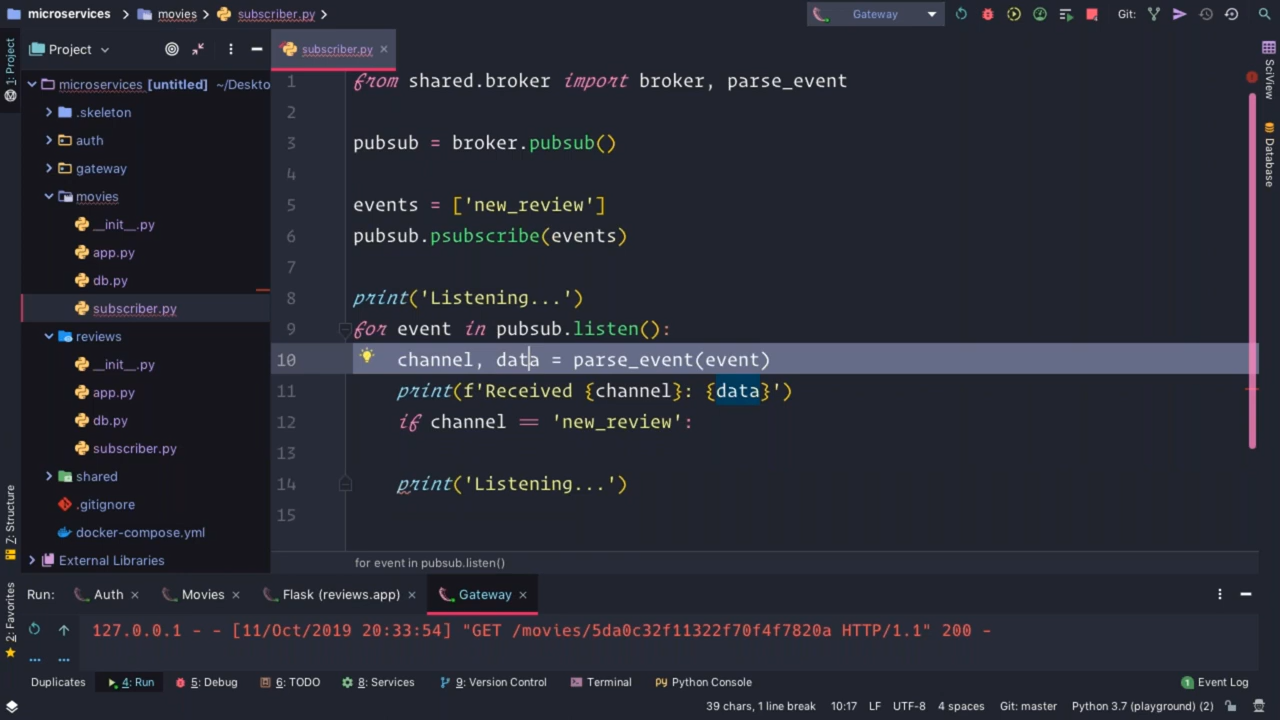 microservices > movies > subscriber.py >
Gateway
Git:
1: Project
Project
subscriber.py ×
microservices [untitled] ~/Deskto
.skeleton
auth
gateway
movies
__init__.py
app.py
db.py
subscriber.py
reviews
__init__.py
app.py
db.py
subscriber.py
shared
.gitignore
docker-compose.yml
External Libraries
1 from shared.broker import broker, parse_event
2
3 pubsub = broker.pubsub()
4
5 events = ['new_review']
6 pubsub.psubscribe(events)
7
8 print('Listening...')
9 for event in pubsub.listen():
10 channel, data = parse_event(event)
11 print(f'Received {channel}: {data}')
12 if channel == 'new_review':
13
14 print('Listening...')
15
for event in pubsub.listen()
SciView
Database
Z: Structure
2: Favorites
Run: Auth × Movies × Flask (reviews.app) × Gateway ×
127.0.0.1 - - [11/Oct/2019 20:33:54] "GET /movies/5da0c32f11322f70f4f7820a HTTP/1.1" 200 -
Duplicates 4: Run 5: Debug 6: TODO 8: Services 9: Version Control Terminal Python Console 1 Event Log
39 chars, 1 line break 10:17 LF UTF-8 4 spaces Git: master Python 3.7 (playground) (2)